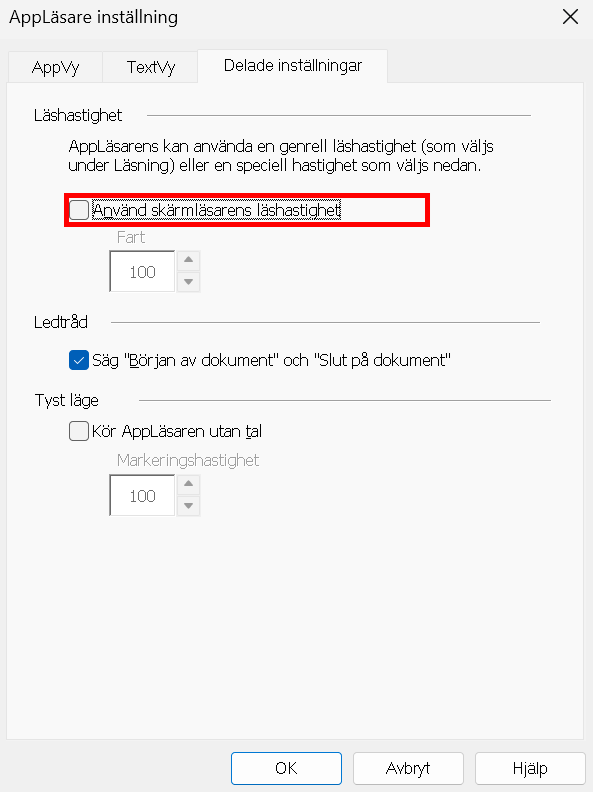 AppLäsare inställning
AppVy
TextVy
Delade inställningar
Läshastighet
AppLäsarens kan använda en genrell läshastighet (som väljs
under Läsning) eller en speciell hastighet som väljs nedan.
Använd skärmläsarens läshastighet
Fart
100
Ledtråd
Säg "Början av dokument" och "Slut på dokument"
Tyst läge
Kör AppLäsaren utan tal
Markeringshastighet
100
OK
Avbryt
Hjälp